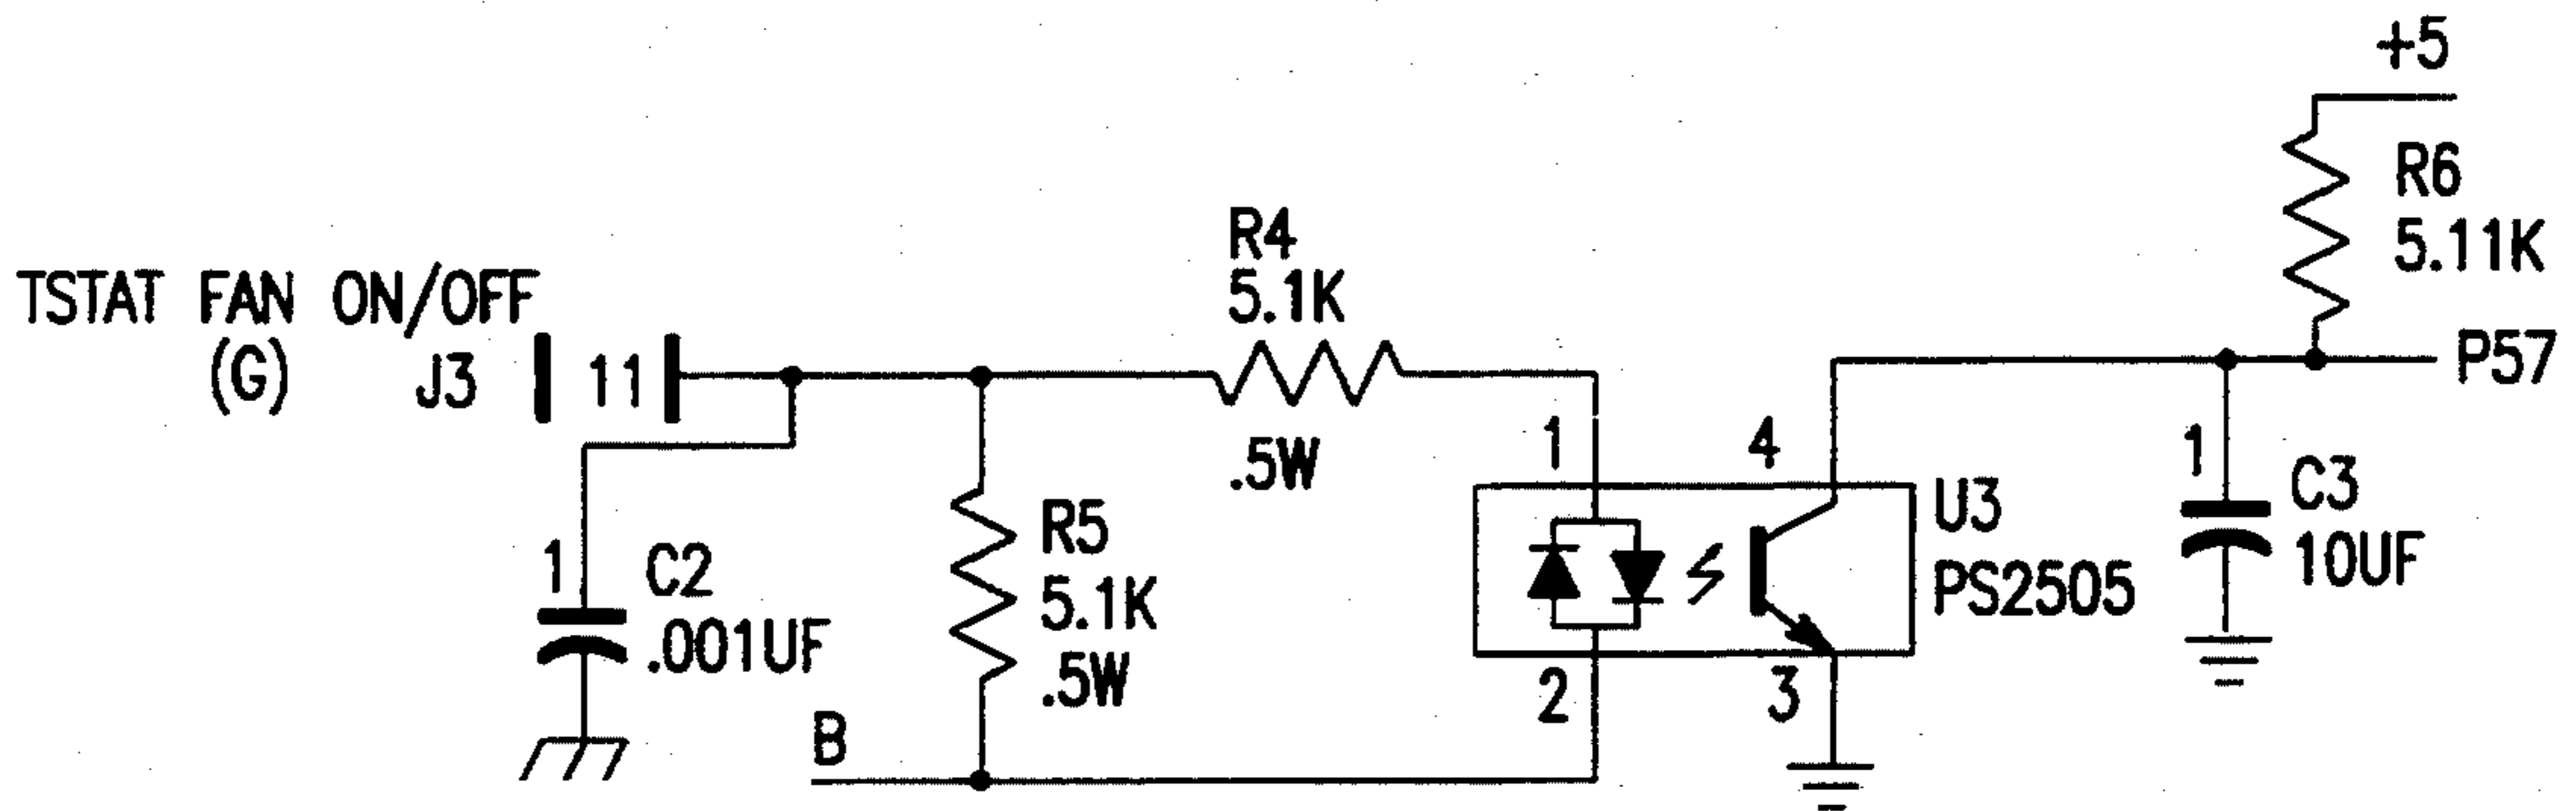 +5
R6
5.11K
P57
R4
5.1K
.5W
TSTAT FAN ON/OFF
(G)
J3
11
1
4
1
C3
10UF
U3
PS2505
R5
5.1K
.5W
1
C2
.001UF
2
3
B